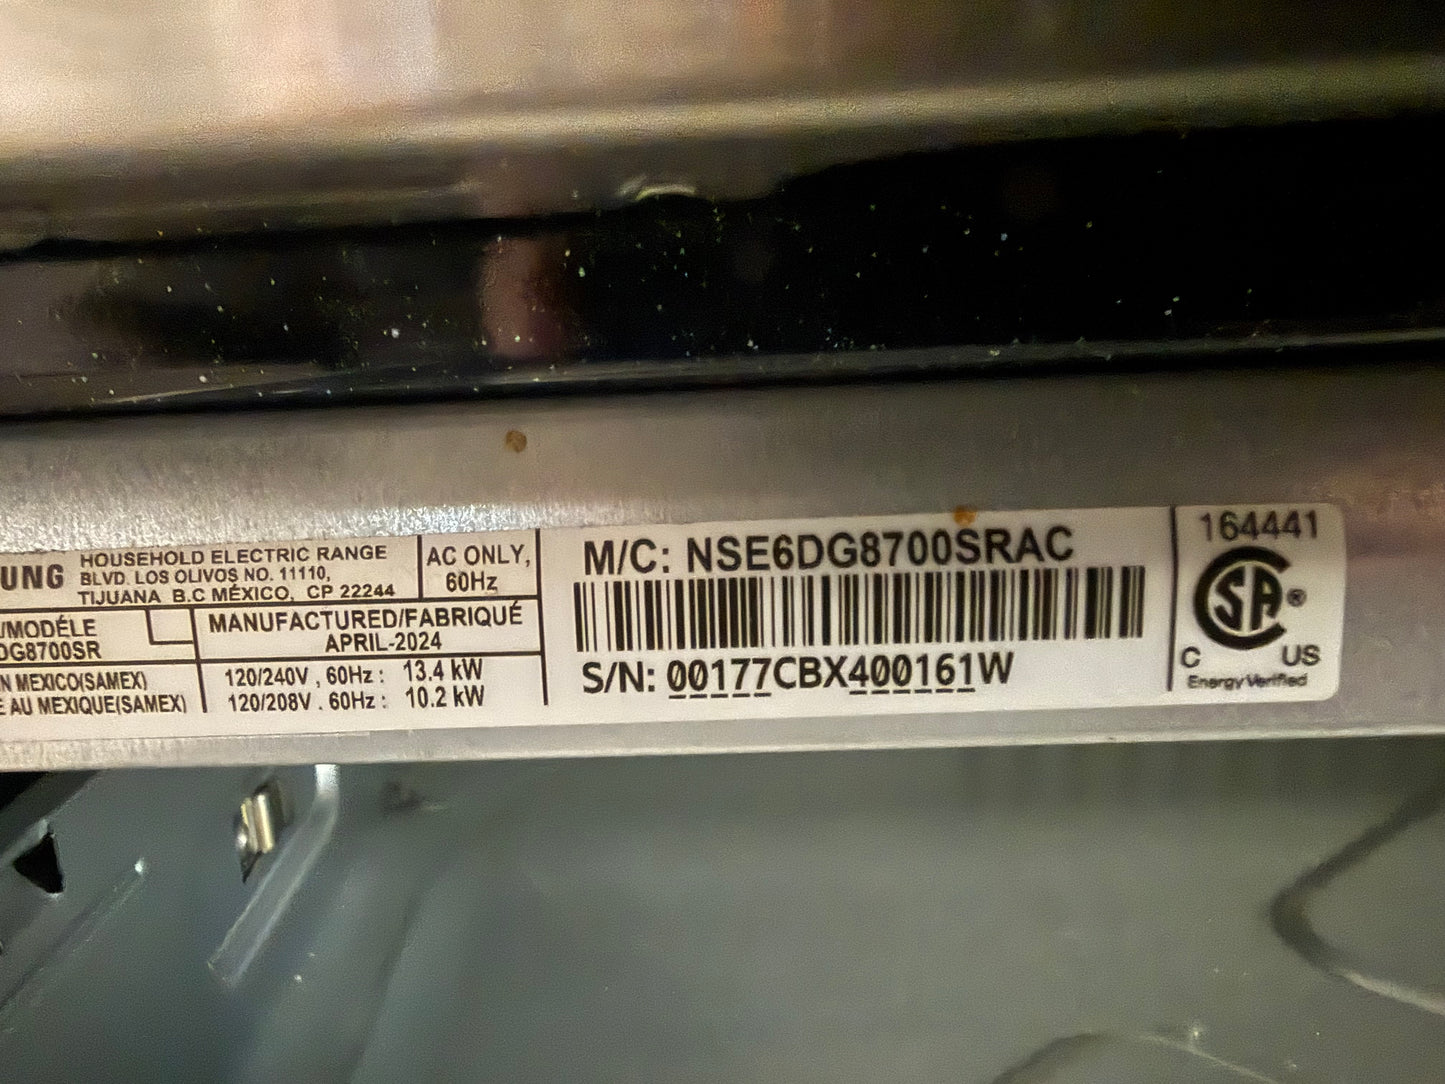 UNG
HOUSEHOLD ELECTRIC RANGE
BLVD. LOS OLIVOS NO. 11110,
TIJUANA B.C MÉXICO, CP 22244
AC ONLY,
60Hz
/MODÉLE
DG8700SR
MANUFACTURED/FABRIQUÉ
APRIL-2024
N MEXICO(SAMEX)
E AU MEXIQUE(SAMEX)
120/240V , 60Hz : 13.4 kW
120/208V . 60Hz : 10.2 kW
M/C: NSE6DG8700SRAC
S/N: 00177CBX400161W
164441
SA ®
C US
Energy Verified